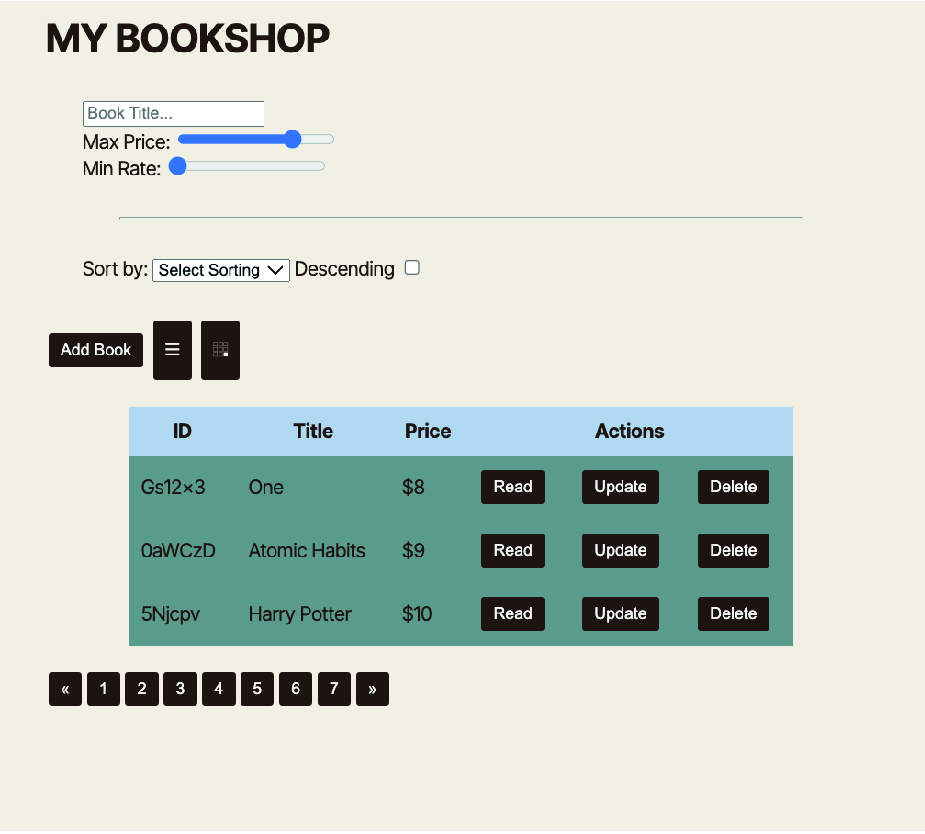 MY BOOKSHOP
Book Title...
Max Price:
Min Rate:
Sort by: Select Sorting Descending
Add Book
ID Title Price Actions
Gs12×3 One $8 Read Update Delete
0aWCzD Atomic Habits $9 Read Update Delete
5Njcpv Harry Potter $10 Read Update Delete
« 1 2 3 4 5 6 7 »